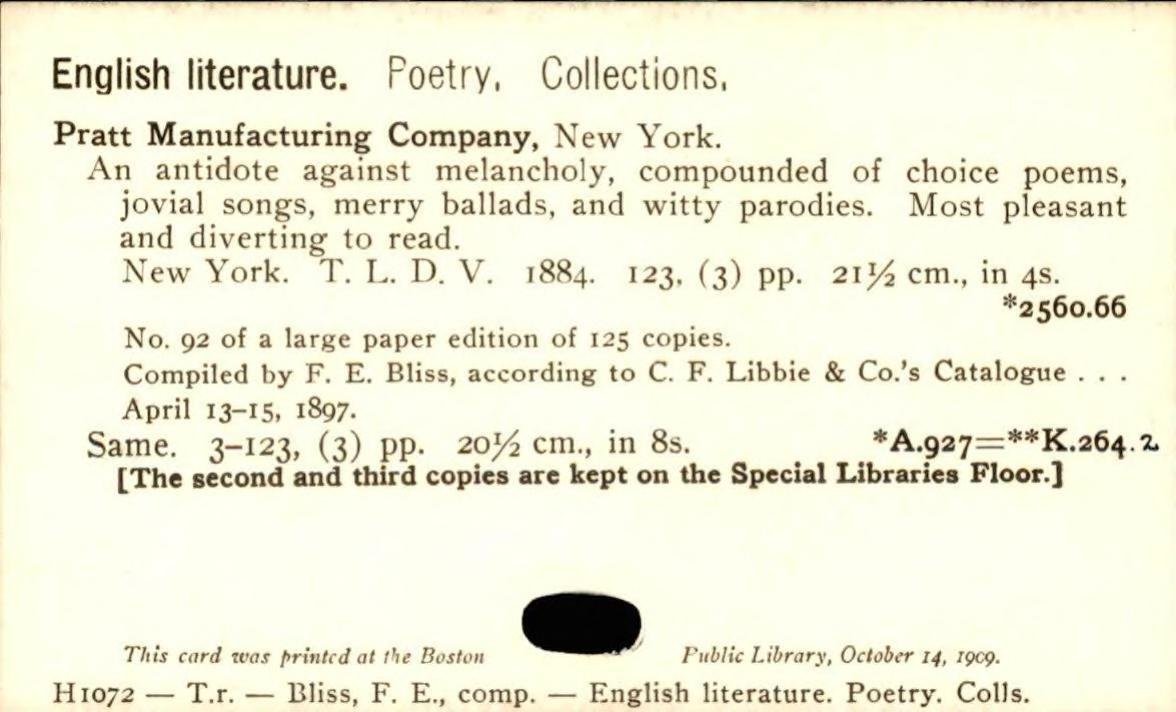 English literature. Poetry, Collections,
Pratt Manufacturing Company, New York.
An antidote against melancholy, compounded of choice poems,
jovial songs, merry ballads, and witty parodies. Most pleasant
and diverting to read.
New York. T. L. D. V. 1884. 123, (3) pp. 21½ cm., in 4s.
*2560.66
No. 92 of a large paper edition of 125 copies.
Compiled by F. E. Bliss, according to C. F. Libbie & Co.'s Catalogue . . .
April 13–15, 1897.
Same. 3–123, (3) pp. 20½ cm., in 8s. *A.927=**K.264.2
[The second and third copies are kept on the Special Libraries Floor.]
This card was printed at the Boston Public Library, October 14, 1909.
H1072 — T.r. — Bliss, F. E., comp. — English literature. Poetry. Colls.